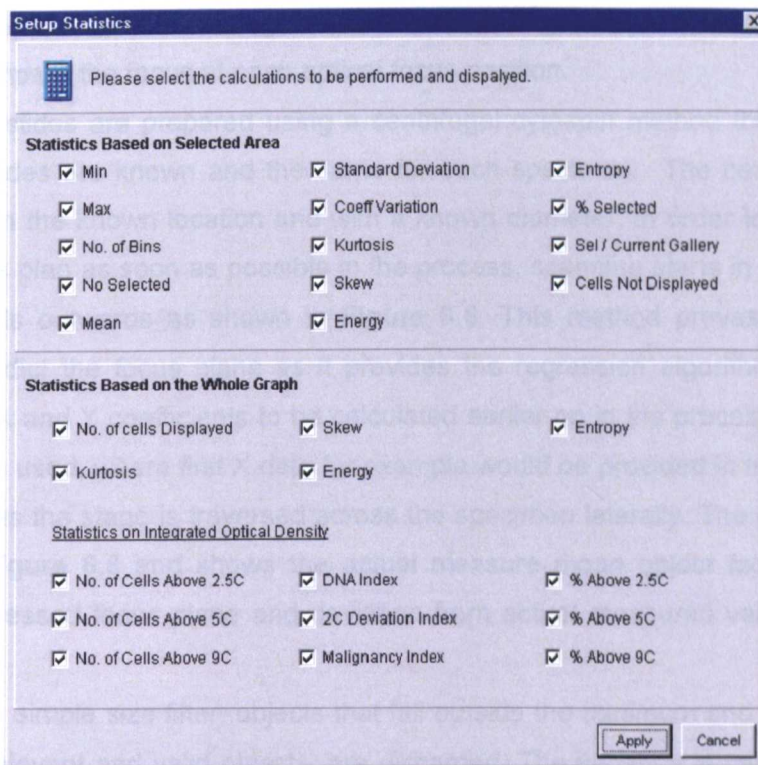 Setup Statistics
Please select the calculations to be performed and dispalyed.
Statistics Based on Selected Area
Min Standard Deviation Entropy
Max Coeff Variation % Selected
No. of Bins Kurtosis Sel / Current Gallery
No Selected Skew Cells Not Displayed
Mean Energy
Statistics Based on the Whole Graph
No. of cells Displayed Skew Entropy
Kurtosis Energy
Statistics on Integrated Optical Density
No. of Cells Above 2.5C DNA Index % Above 2.5C
No. of Cells Above 5C 2C Deviation Index % Above 5C
No. of Cells Above 9C Malignancy Index % Above 9C
Apply Cancel